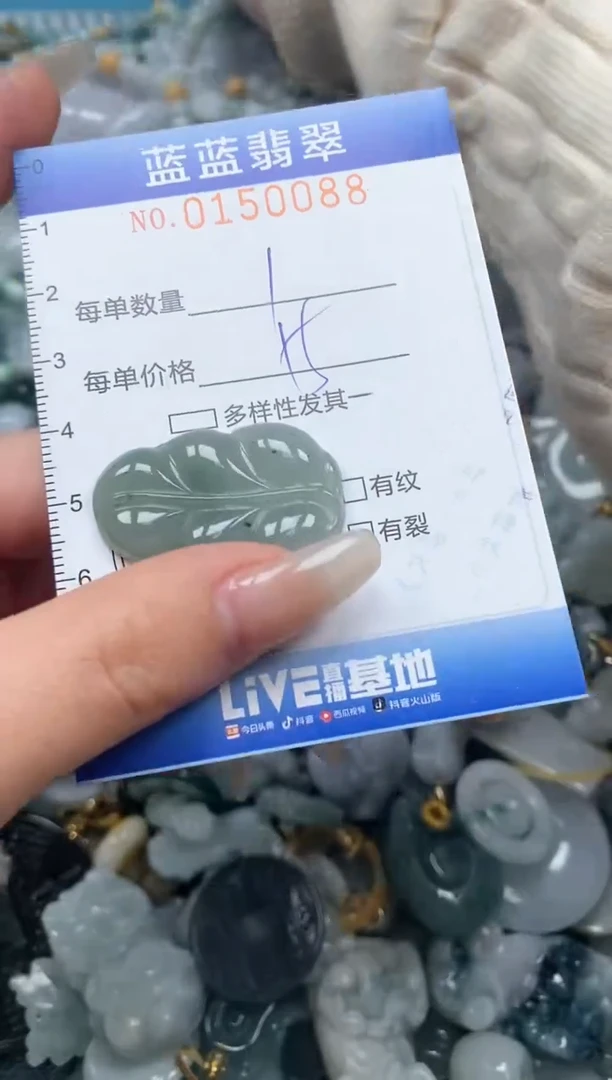 蓝蓝翡翠
NO.0150088
0
1
2
3
4
5
6
每单数量 1
每单价格
多样性发其一
有纹
有裂
LiVE直播基地
今日头条 抖音 西瓜视频 抖音火山版